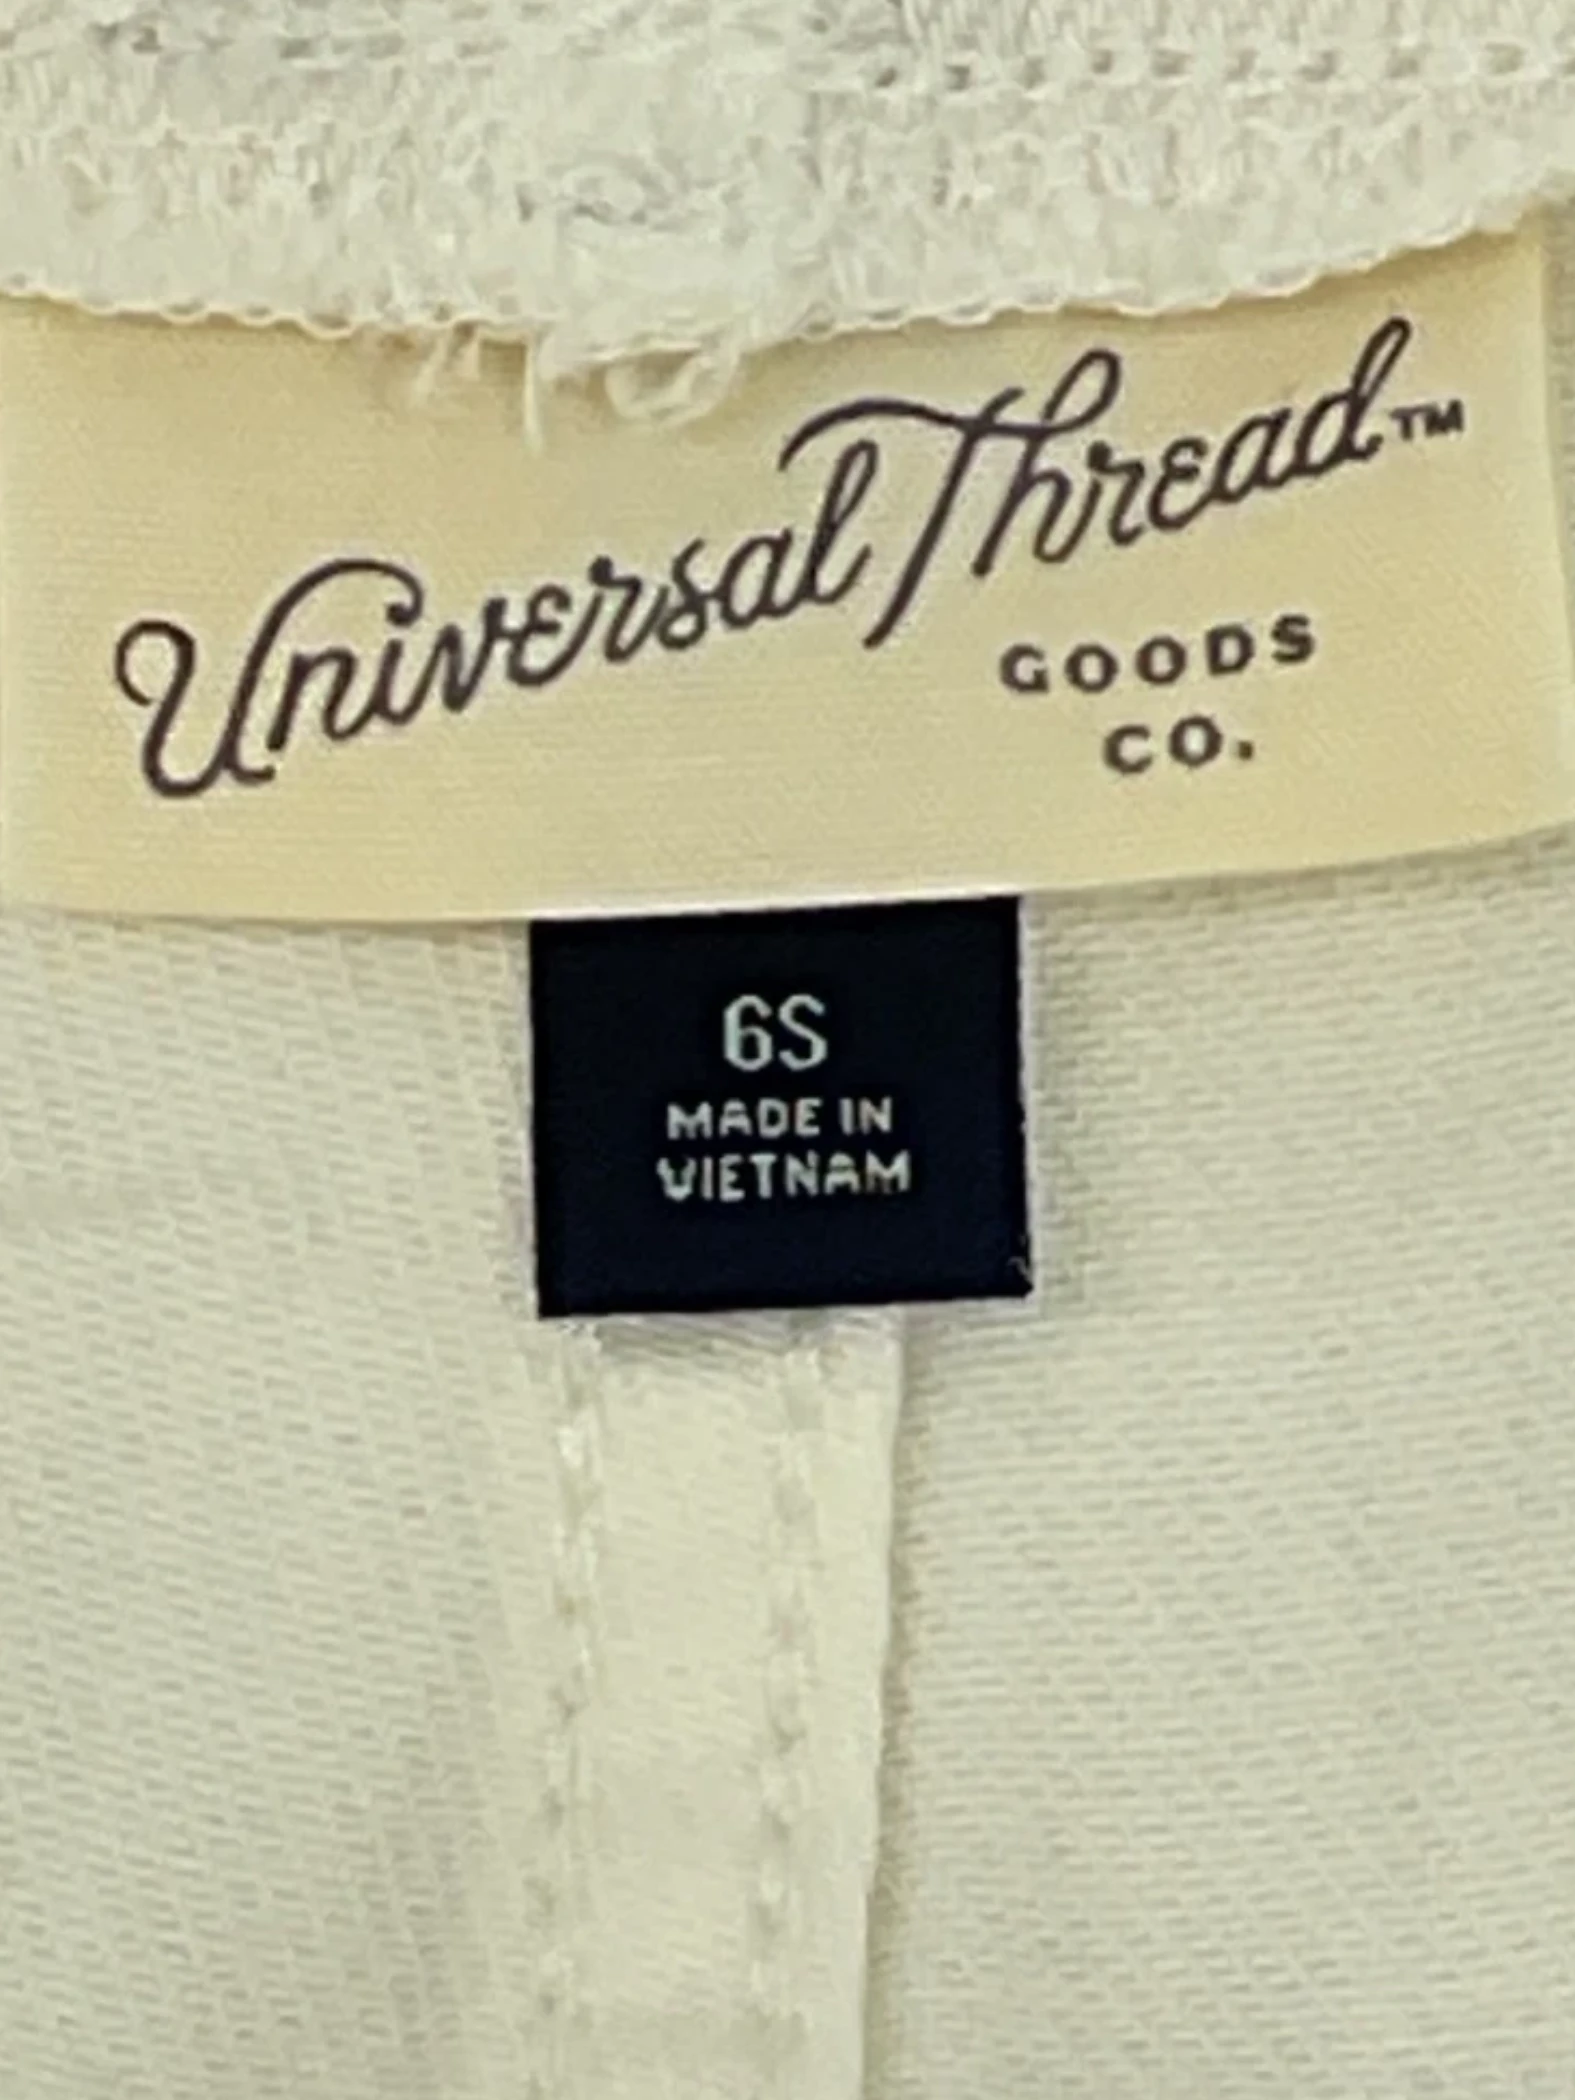 Universal Thread™
GOODS
CO.
6S
MADE IN
VIETNAM